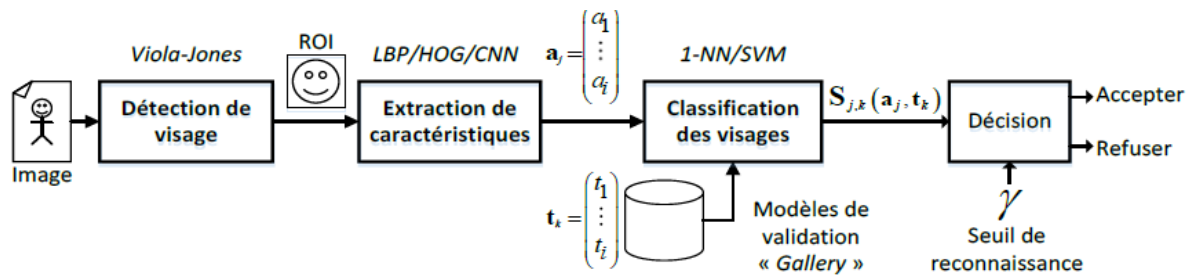 Viola-Jones
ROI
LBP/HOG/CNN
a_j = (a_1 ⋮ a_i)
1-NN/SVM
Image
Détection de
visage
Extraction de
caractéristiques
Classification
des visages
S_{j,k}(a_j, t_k)
Décision
Accepter
Refuser
t_k = (t_1 ⋮ t_i)
Modèles de
validation
« Gallery »
γ
Seuil de
reconnaissance